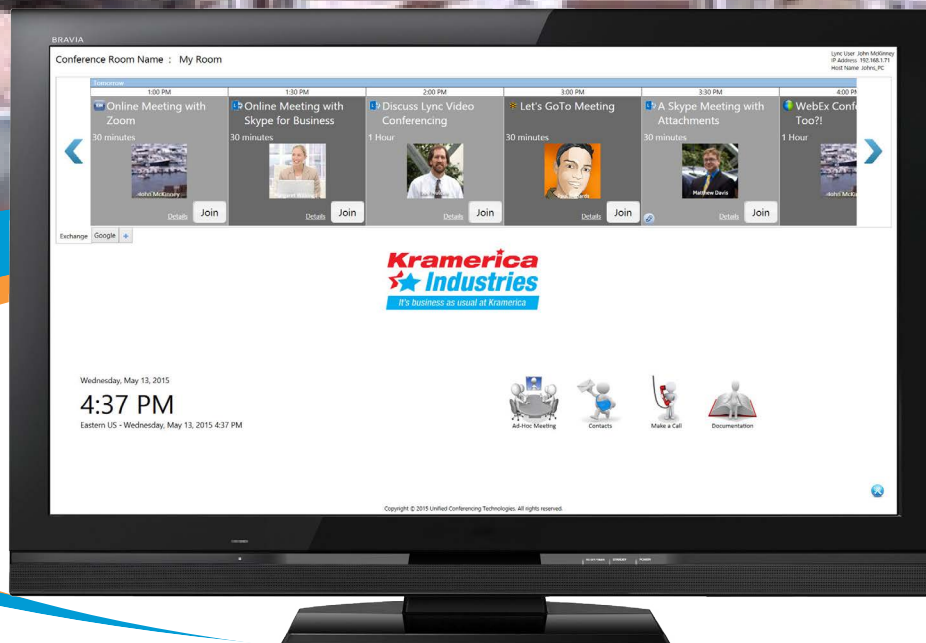 BRAVIA
Conference Room Name : My Room
Lync User John McKinney
IP Address 192.168.1.71
Host Name Johns_PC
Tomorrow
1:00 PM
1:30 PM
2:00 PM
3:00 PM
3:30 PM
4:00 PM
Online Meeting with
Zoom
30 minutes
John McKinney
Details
Join
Online Meeting with
Skype for Business
30 minutes
Details
Join
Discuss Lync Video
Conferencing
1 Hour
Details
Join
Let's GoTo Meeting
30 minutes
Details
Join
A Skype Meeting with
Attachments
30 minutes
Matthew Davis
Details
Join
WebEx Conf
Too?!
1 Hour
John McKinney
Exchange
Google
+
Kramerica
Industries
It's business as usual at Kramerica
Wednesday, May 13, 2015
4:37 PM
Eastern US - Wednesday, May 13, 2015 4:37 PM
Ad-Hoc Meeting
Contacts
Make a Call
Documentation
Copyright © 2015 Unified Conferencing Technologies. All rights reserved.